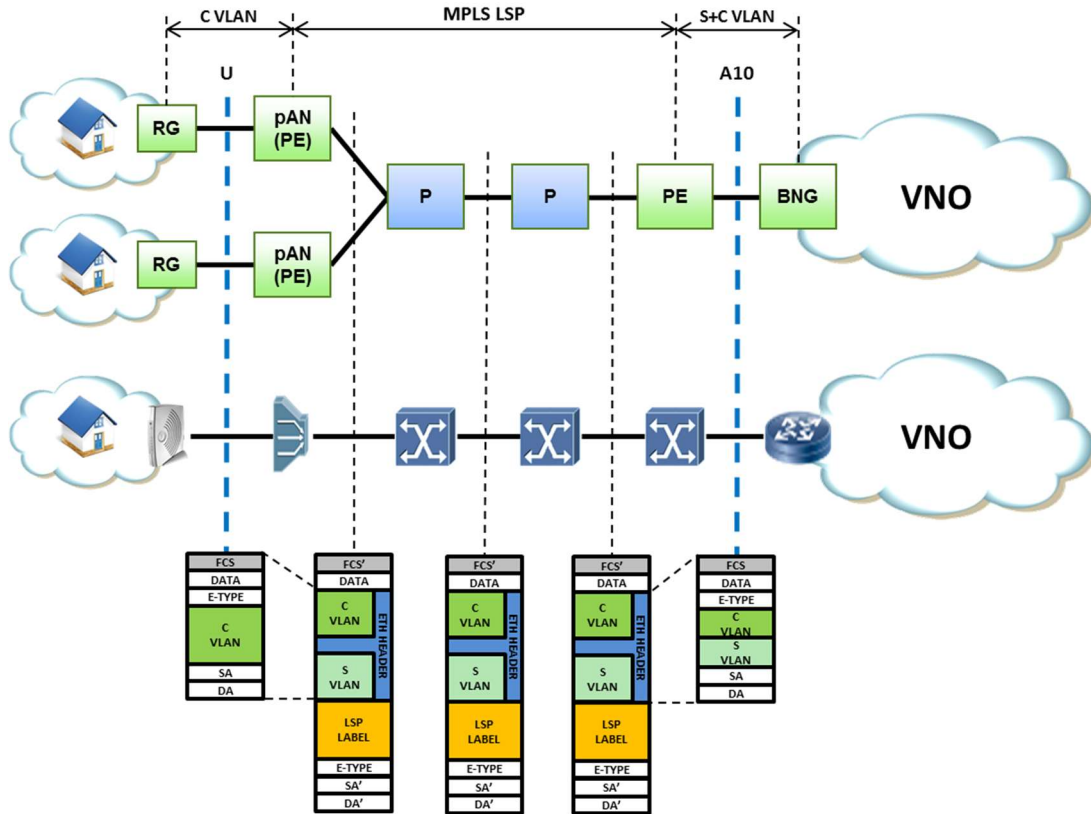 C VLAN
MPLS LSP
S+C VLAN
U
A10
RG
pAN
(PE)
P
P
PE
BNG
VNO
RG
pAN
(PE)
VNO
FCS
DATA
E-TYPE
C
VLAN
SA
DA
FCS'
DATA
C
VLAN
ETH HEADER
S
VLAN
LSP
LABEL
E-TYPE
SA'
DA'
FCS'
DATA
C
VLAN
ETH HEADER
S
VLAN
LSP
LABEL
E-TYPE
SA'
DA'
FCS'
DATA
C
VLAN
ETH HEADER
S
VLAN
LSP
LABEL
E-TYPE
SA'
DA'
FCS
DATA
E-TYPE
C
VLAN
S
VLAN
SA
DA